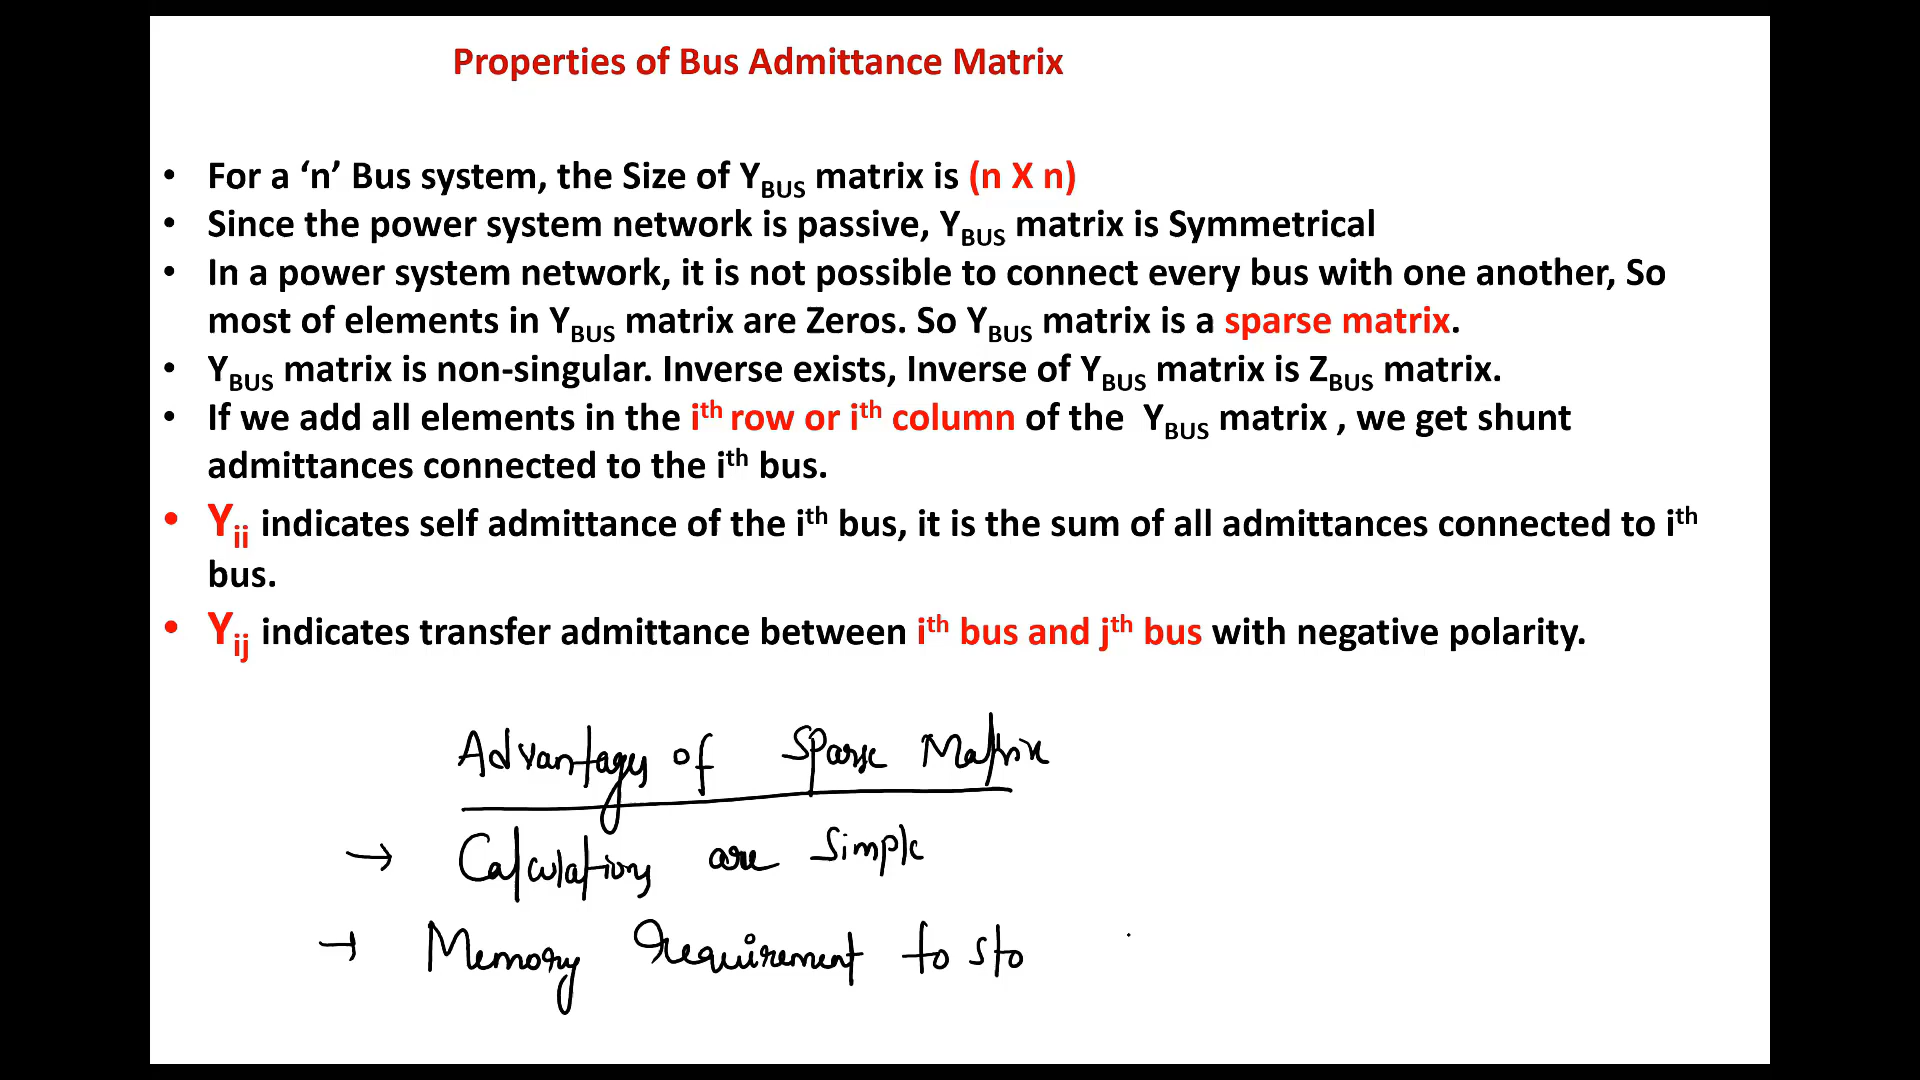 Properties of Bus Admittance Matrix
• For a ‘n’ Bus system, the Size of YBUS matrix is (n X n)
• Since the power system network is passive, YBUS matrix is Symmetrical
• In a power system network, it is not possible to connect every bus with one another, So
most of elements in YBUS matrix are Zeros. So YBUS matrix is a sparse matrix.
• YBUS matrix is non-singular. Inverse exists, Inverse of YBUS matrix is ZBUS matrix.
• If we add all elements in the ith row or ith column of the YBUS matrix , we get shunt
admittances connected to the ith bus.
• Yii indicates self admittance of the ith bus, it is the sum of all admittances connected to ith
bus.
• Yij indicates transfer admittance between ith bus and jth bus with negative polarity.
Advantages of Sparse Matrix
→ Calculations are Simple
→ Memory requirement to sto